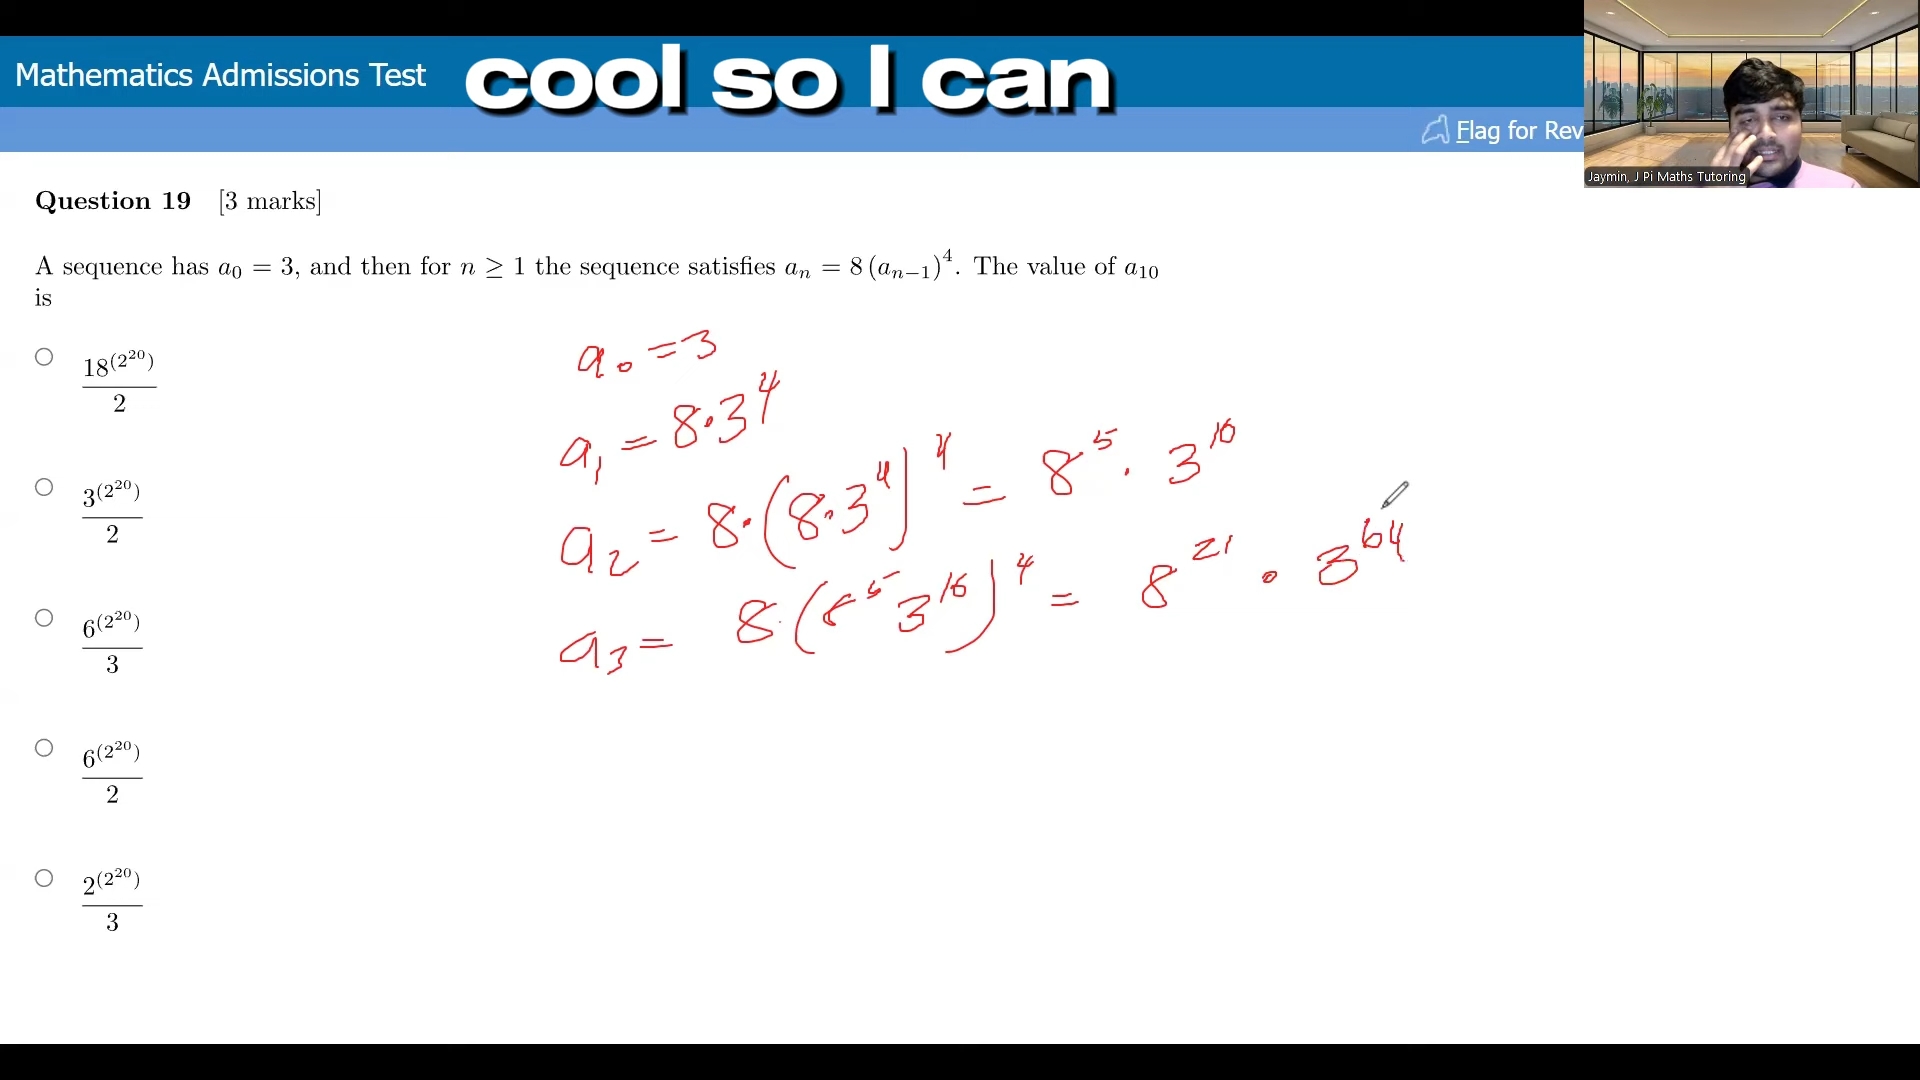 Mathematics Admissions Test
cool so I can
Flag for Rev
Jaymin, J Pi Maths Tutoring
Question 19 [3 marks]
A sequence has a₀ = 3, and then for n ≥ 1 the sequence satisfies aₙ = 8 (aₙ₋₁)⁴. The value of a₁₀
is
18^(2^20)/2
3^(2^20)/2
6^(2^20)/3
6^(2^20)/2
2^(2^20)/3
a₀ = 3
a₁ = 8·3⁴
a₂ = 8·(8·3⁴)⁴ = 8⁵ · 3¹⁶
a₃ = 8·(8⁵ 3¹⁶)⁴ = 8²¹ · 3⁶⁴